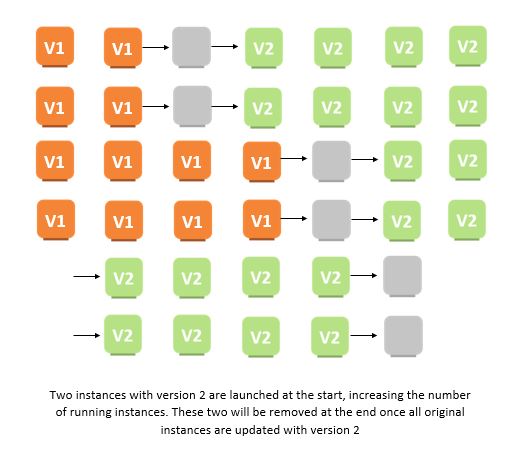 V1 V1 V2 V2 V2 V2
V1 V1 V2 V2 V2 V2
V1 V1 V1 V1 V2 V2
V1 V1 V1 V1 V2 V2
V2 V2 V2 V2
V2 V2 V2 V2
Two instances with version 2 are launched at the start, increasing the number
of running instances. These two will be removed at the end once all original
instances are updated with version 2